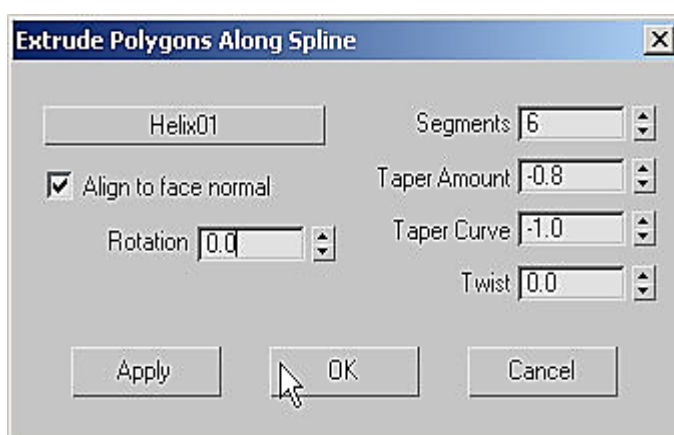 Extrude Polygons Along Spline
Helix01
Segments 6
Align to face normal
Taper Amount -0.8
Rotation 0.0
Taper Curve -1.0
Twist 0.0
Apply
OK
Cancel